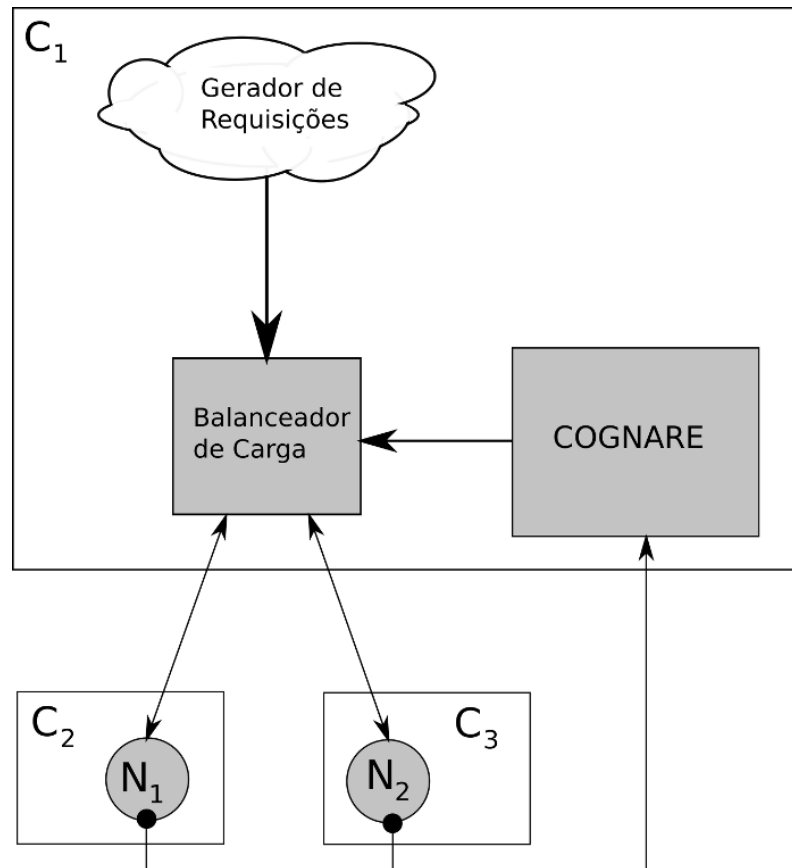 C1
Gerador de
Requisições
Balanceador
de Carga
COGNARE
C2
N1
C3
N2